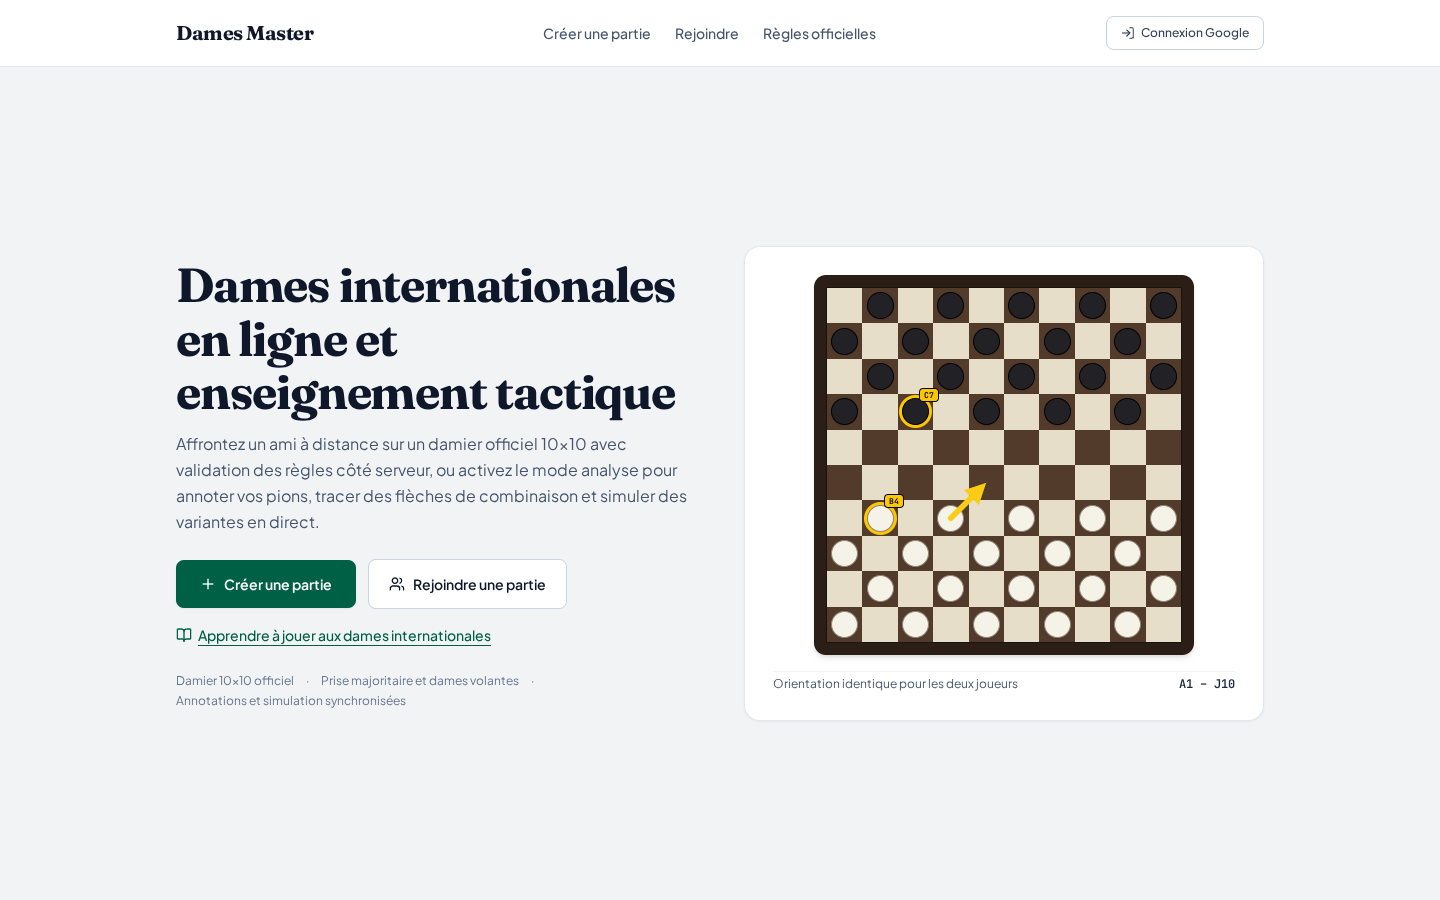 Dames Master
Créer une partie
Rejoindre
Règles officielles
Connexion Google
Dames internationales
en ligne et
enseignement tactique
Affrontez un ami à distance sur un damier officiel 10×10 avec
validation des règles côté serveur, ou activez le mode analyse pour
annoter vos pions, tracer des flèches de combinaison et simuler des
variantes en direct.
Créer une partie
Rejoindre une partie
Apprendre à jouer aux dames internationales
Damier 10×10 officiel · Prise majoritaire et dames volantes ·
Annotations et simulation synchronisées
C7
B4
Orientation identique pour les deux joueurs
A1 – J10